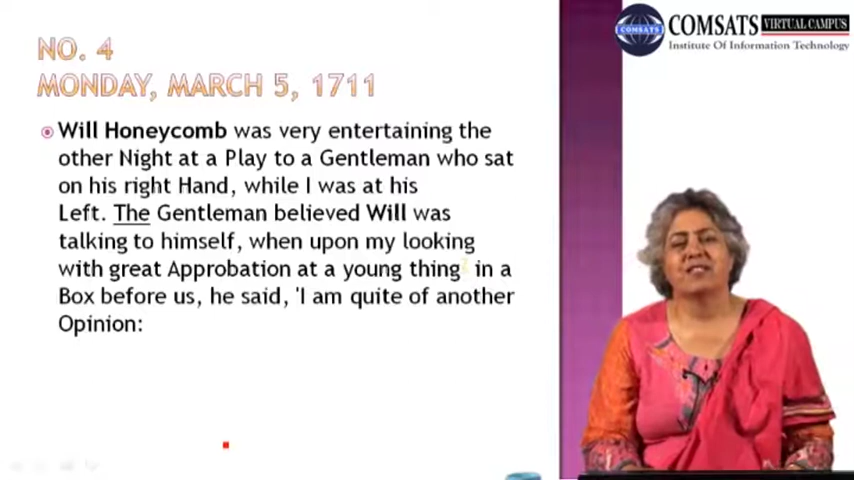 COMSATS VIRTUAL CAMPUS
COMSATS
Institute Of Information Technology
NO. 4
MONDAY, MARCH 5, 1711
Will Honeycomb was very entertaining the
other Night at a Play to a Gentleman who sat
on his right Hand, while I was at his
Left. The Gentleman believed Will was
talking to himself, when upon my looking
with great Approbation at a young thing2 in a
Box before us, he said, 'I am quite of another
Opinion: